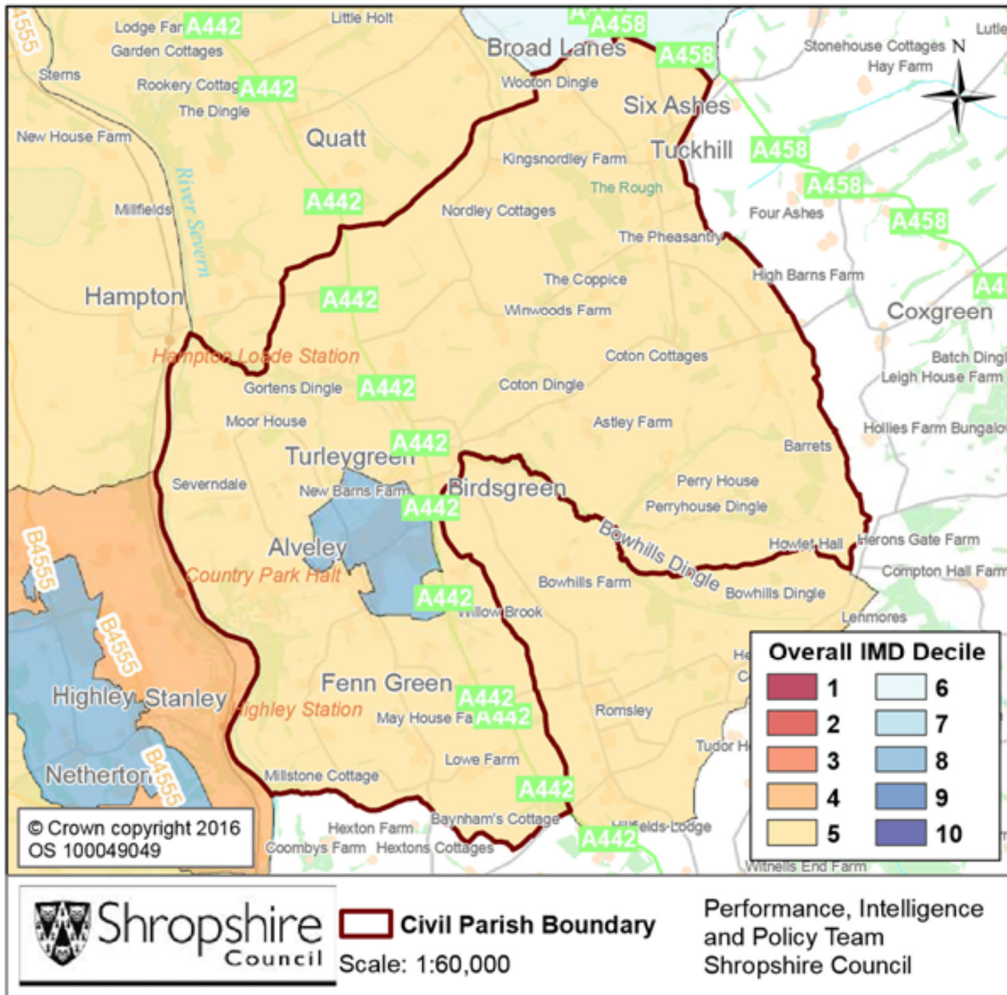 B4555
Lodge Far
A442
Little Holt
A458
A458
Broad Lanes
Garden Cottages
Stonehouse Cottages
N
Hay Farm
Sterns
Rookery Cottag
A442
Wooton Dingle
The Dingle
Six Ashes
New House Farm
Quatt
Tuckhill
A458
Kingsnordley Farm
River Severn
The Rough
A458
A442
Millfields
Nordley Cottages
Four Ashes
A458
The Pheasantry
High Barns Farm
The Coppice
Hampton
A442
Winwoods Farm
Coxgreen
Hampton Loade Station
Coton Cottages
Batch Dingl
Gortens Dingle
A442
Coton Dingle
Leigh House Farm
Moor House
Astley Farm
Hollies Farm Bungalo
A442
Barrets
Turleygreen
Severndale
New Barns Farm
Birdsgreen
Perry House
A442
Perryhouse Dingle
Bowhills Dingle
Howlet Hall
Herons Gate Farm
B4555
Alveley
Country Park Halt
Bowhills Farm
Compton Hall Farm
A442
Bowhills Dingle
Willow Brook
Lenmores
B4555
Highley
Stanley
Fenn Green
Highley Station
A442
May House Fa
A442
Romsley
Lowe Farm
Netherton
B4555
Millstone Cottage
A442
Baynham's Cottage
Hexton Farm
Coombys Farm
Hextons Cottages
A442
Hillfields-Lodge
Witnells End Farm
Overall IMD Decile
1 6
2 7
3 8
4 9
5 10
© Crown copyright 2016
OS 100049049
Shropshire
Council
Civil Parish Boundary
Scale: 1:60,000
Performance, Intelligence
and Policy Team
Shropshire Council